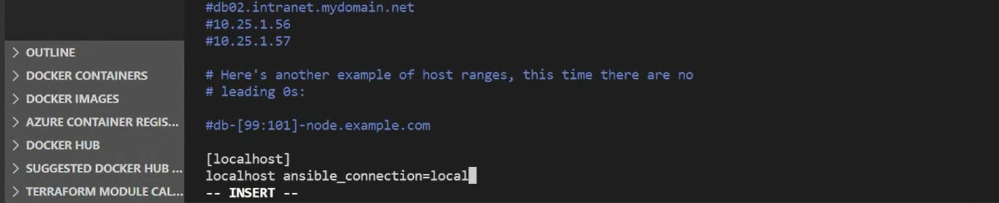 OUTLINE
DOCKER CONTAINERS
DOCKER IMAGES
AZURE CONTAINER REGIS...
DOCKER HUB
SUGGESTED DOCKER HUB ...
TERRAFORM MODULE CAL...
#db02.intranet.mydomain.net
#10.25.1.56
#10.25.1.57
# Here's another example of host ranges, this time there are no
# leading 0s:
#db-[99:101]-node.example.com
[localhost]
localhost ansible_connection=local
-- INSERT --